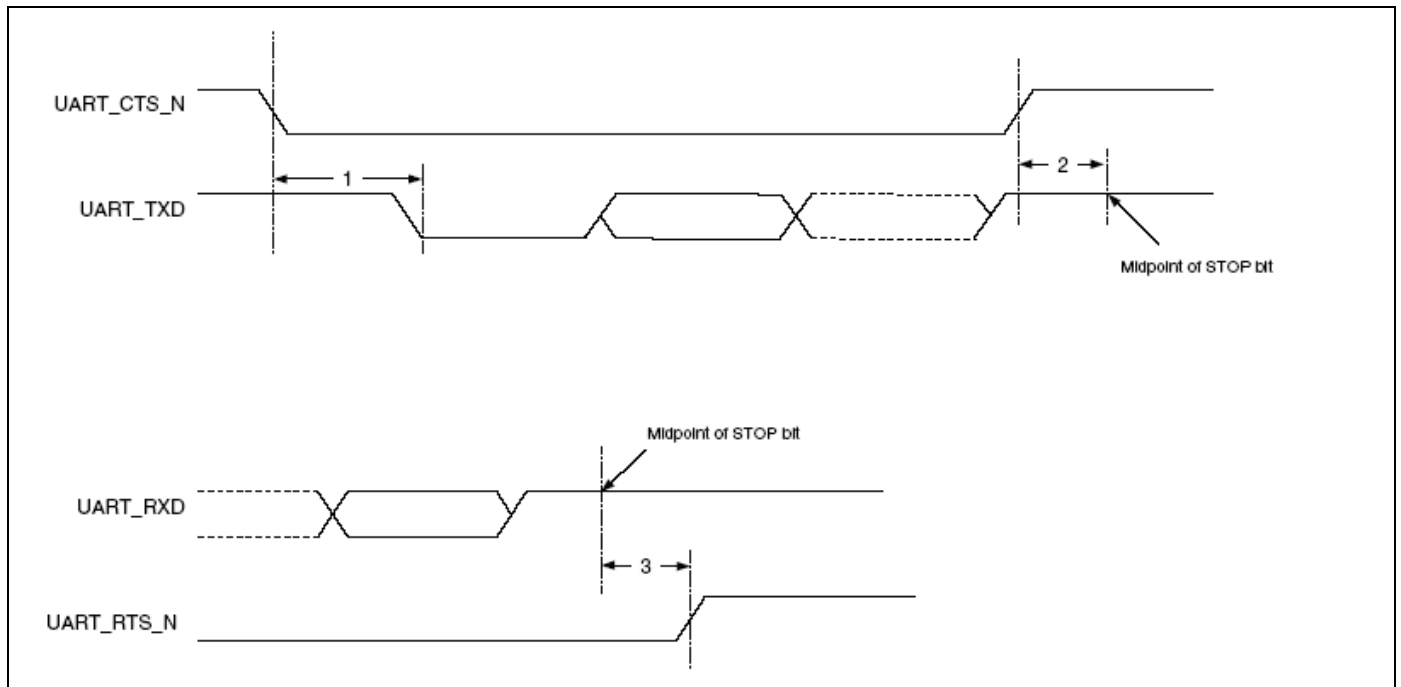 UART_CTS_N
1
2
UART_TXD
Midpoint of STOP bit
Midpoint of STOP bit
UART_RXD
3
UART_RTS_N